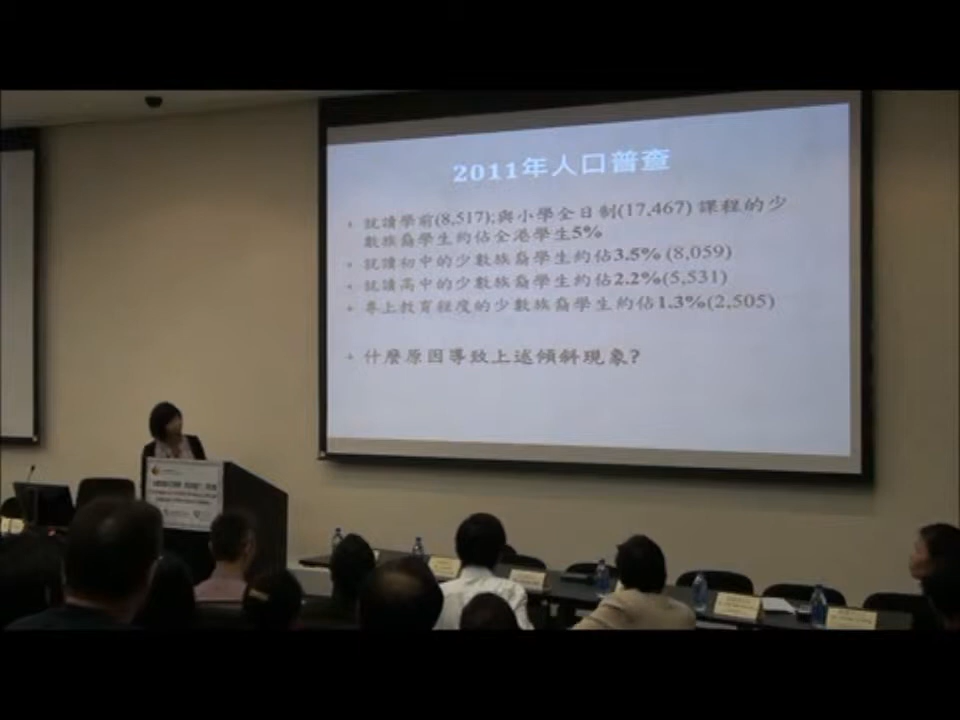 2011年人口普查
• 就讀學前(8,517);與小學全日制(17,467) 課程的少
數族裔學生約佔全港學生5%
• 就讀初中的少數族裔學生約佔3.5% (8,059)
• 就讀高中的少數族裔學生約佔2.2%(5,531)
• 專上教育程度的少數族裔學生約佔1.3%(2,505)
• 什麼原因導致上述傾斜現象?